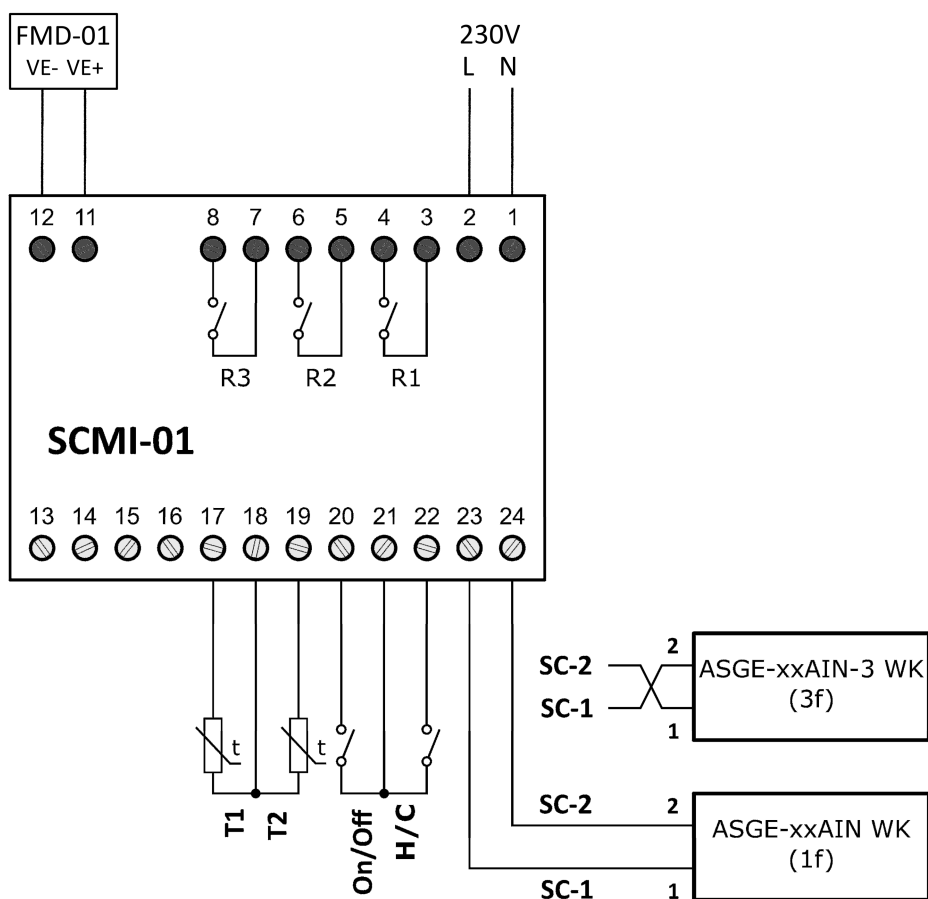 FMD-01
VE- VE+
230V
L N
12 11 8 7 6 5 4 3 2 1
R3 R2 R1
SCMI-01
13 14 15 16 17 18 19 20 21 22 23 24
t t
T1
T2
On/Off
H/C
SC-2 2
SC-1 1
ASGE-xxAIN-3 WK
(3f)
SC-2 2
SC-1 1
ASGE-xxAIN WK
(1f)